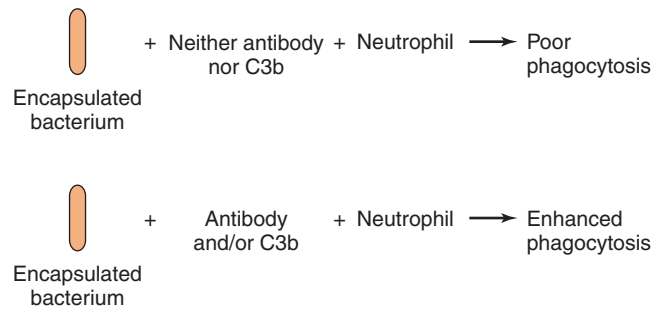 + Neither antibody + Neutrophil Poor
nor C3b phagocytosis
Encapsulated
bacterium
+ Antibody + Neutrophil Enhanced
and/or C3b phagocytosis
Encapsulated
bacterium